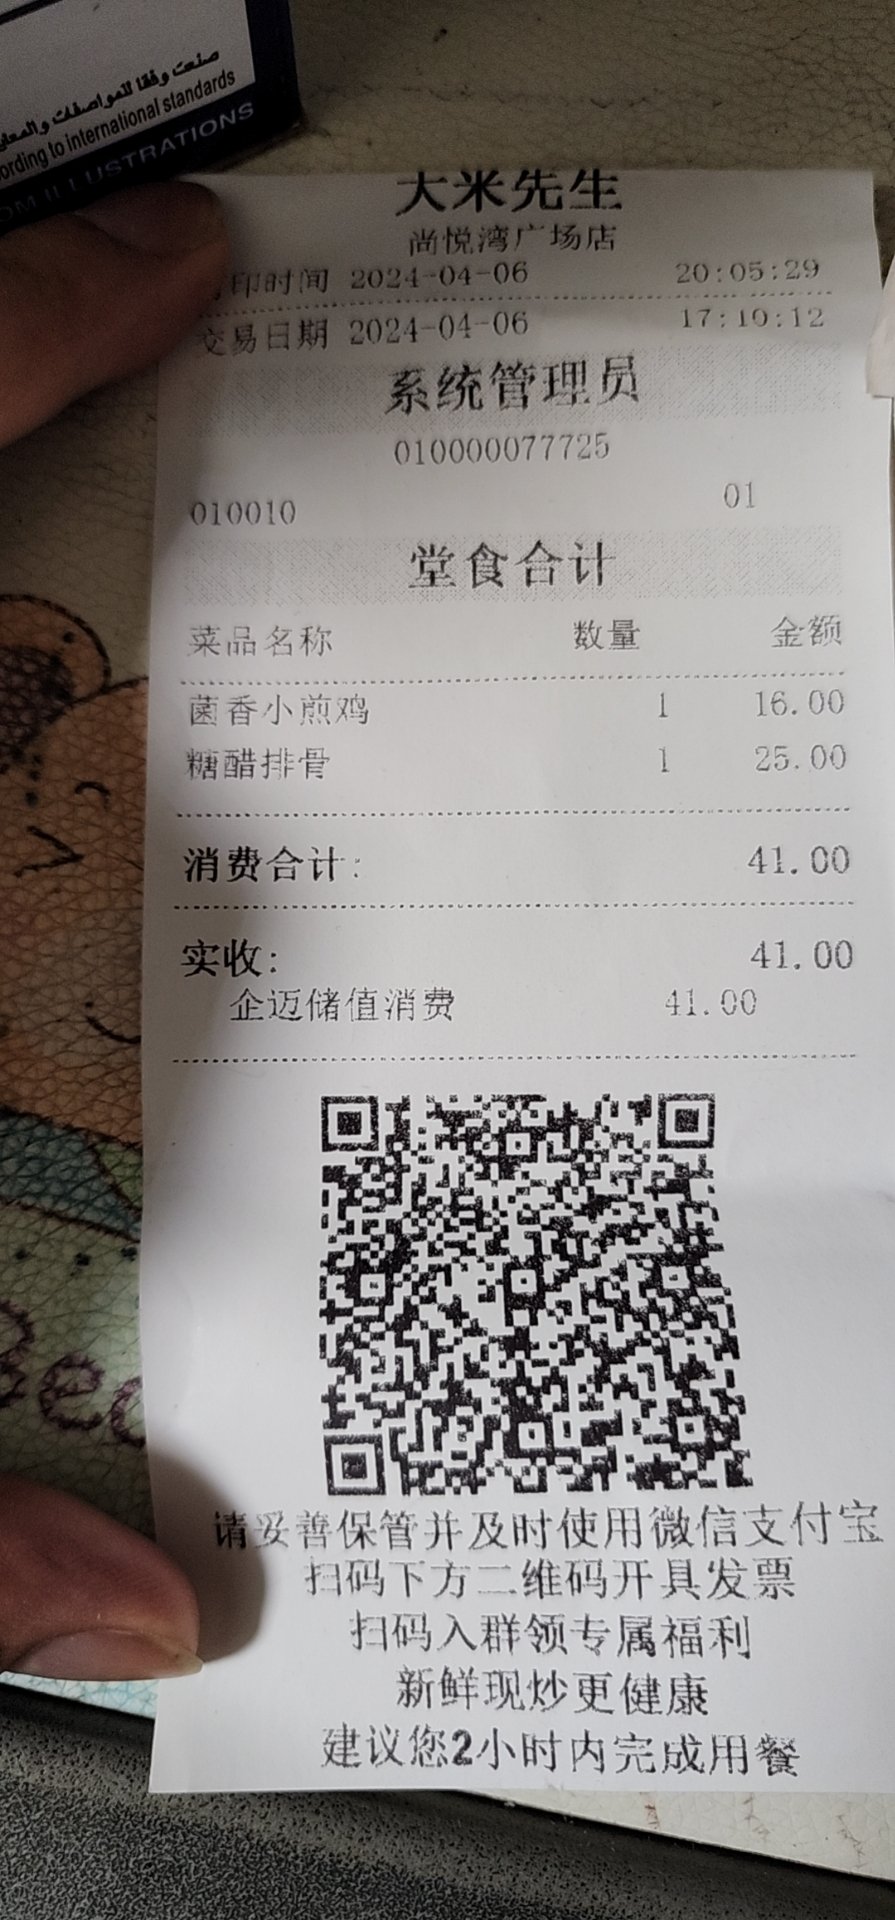 صنعت وفقا للمواصفات والمعايير
ording to international standards
OM ILLUSTRATIONS
大米先生
尚悦湾广场店
印时间 2024-04-06 20:05:29
交易日期 2024-04-06 17:10:12
系统管理员
010000077725
010010 01
堂食合计
菜品名称 数量 金额
菌香小煎鸡 1 16.00
糖醋排骨 1 25.00
消费合计: 41.00
实收: 41.00
企迈储值消费 41.00
请妥善保管并及时使用微信支付宝
扫码下方二维码开具发票
扫码入群领专属福利
新鲜现炒更健康
建议您2小时内完成用餐